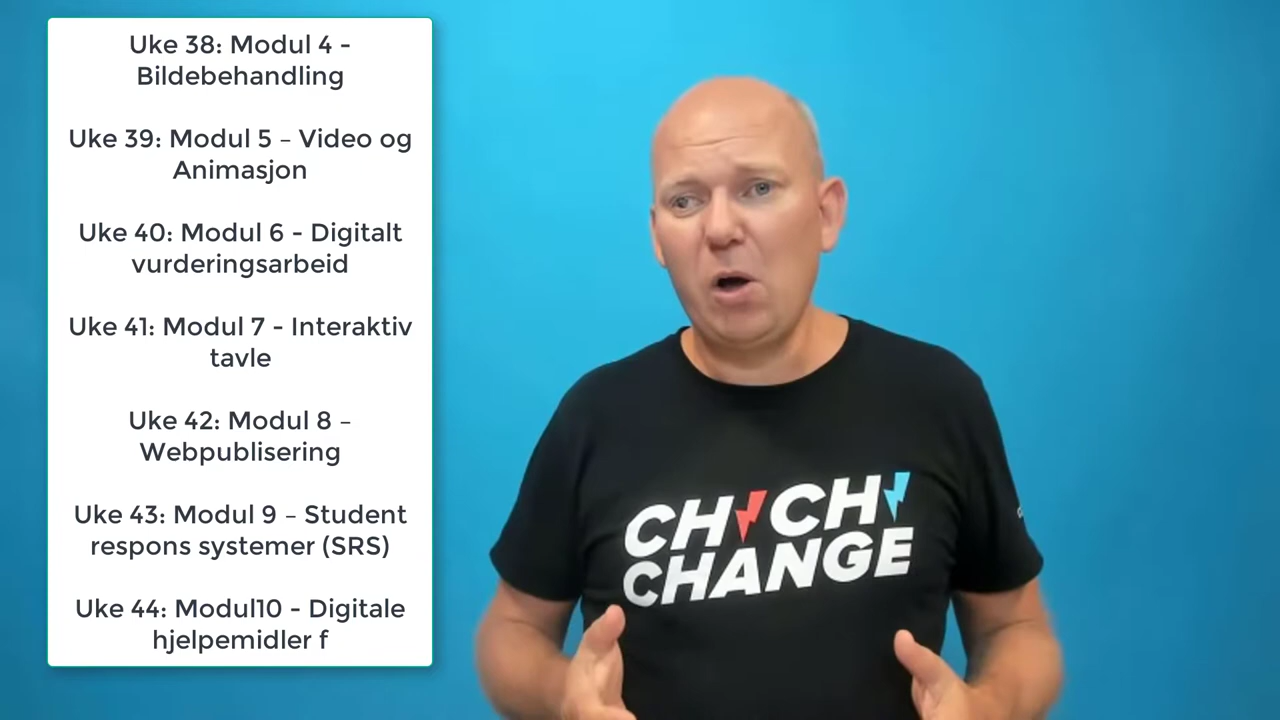 Uke 38: Modul 4 -
Bildebehandling
Uke 39: Modul 5 – Video og
Animasjon
Uke 40: Modul 6 - Digitalt
vurderingsarbeid
Uke 41: Modul 7 - Interaktiv
tavle
Uke 42: Modul 8 –
Webpublisering
Uke 43: Modul 9 – Student
respons systemer (SRS)
Uke 44: Modul10 - Digitale
hjelpemidler f
CH CH
CHANGE